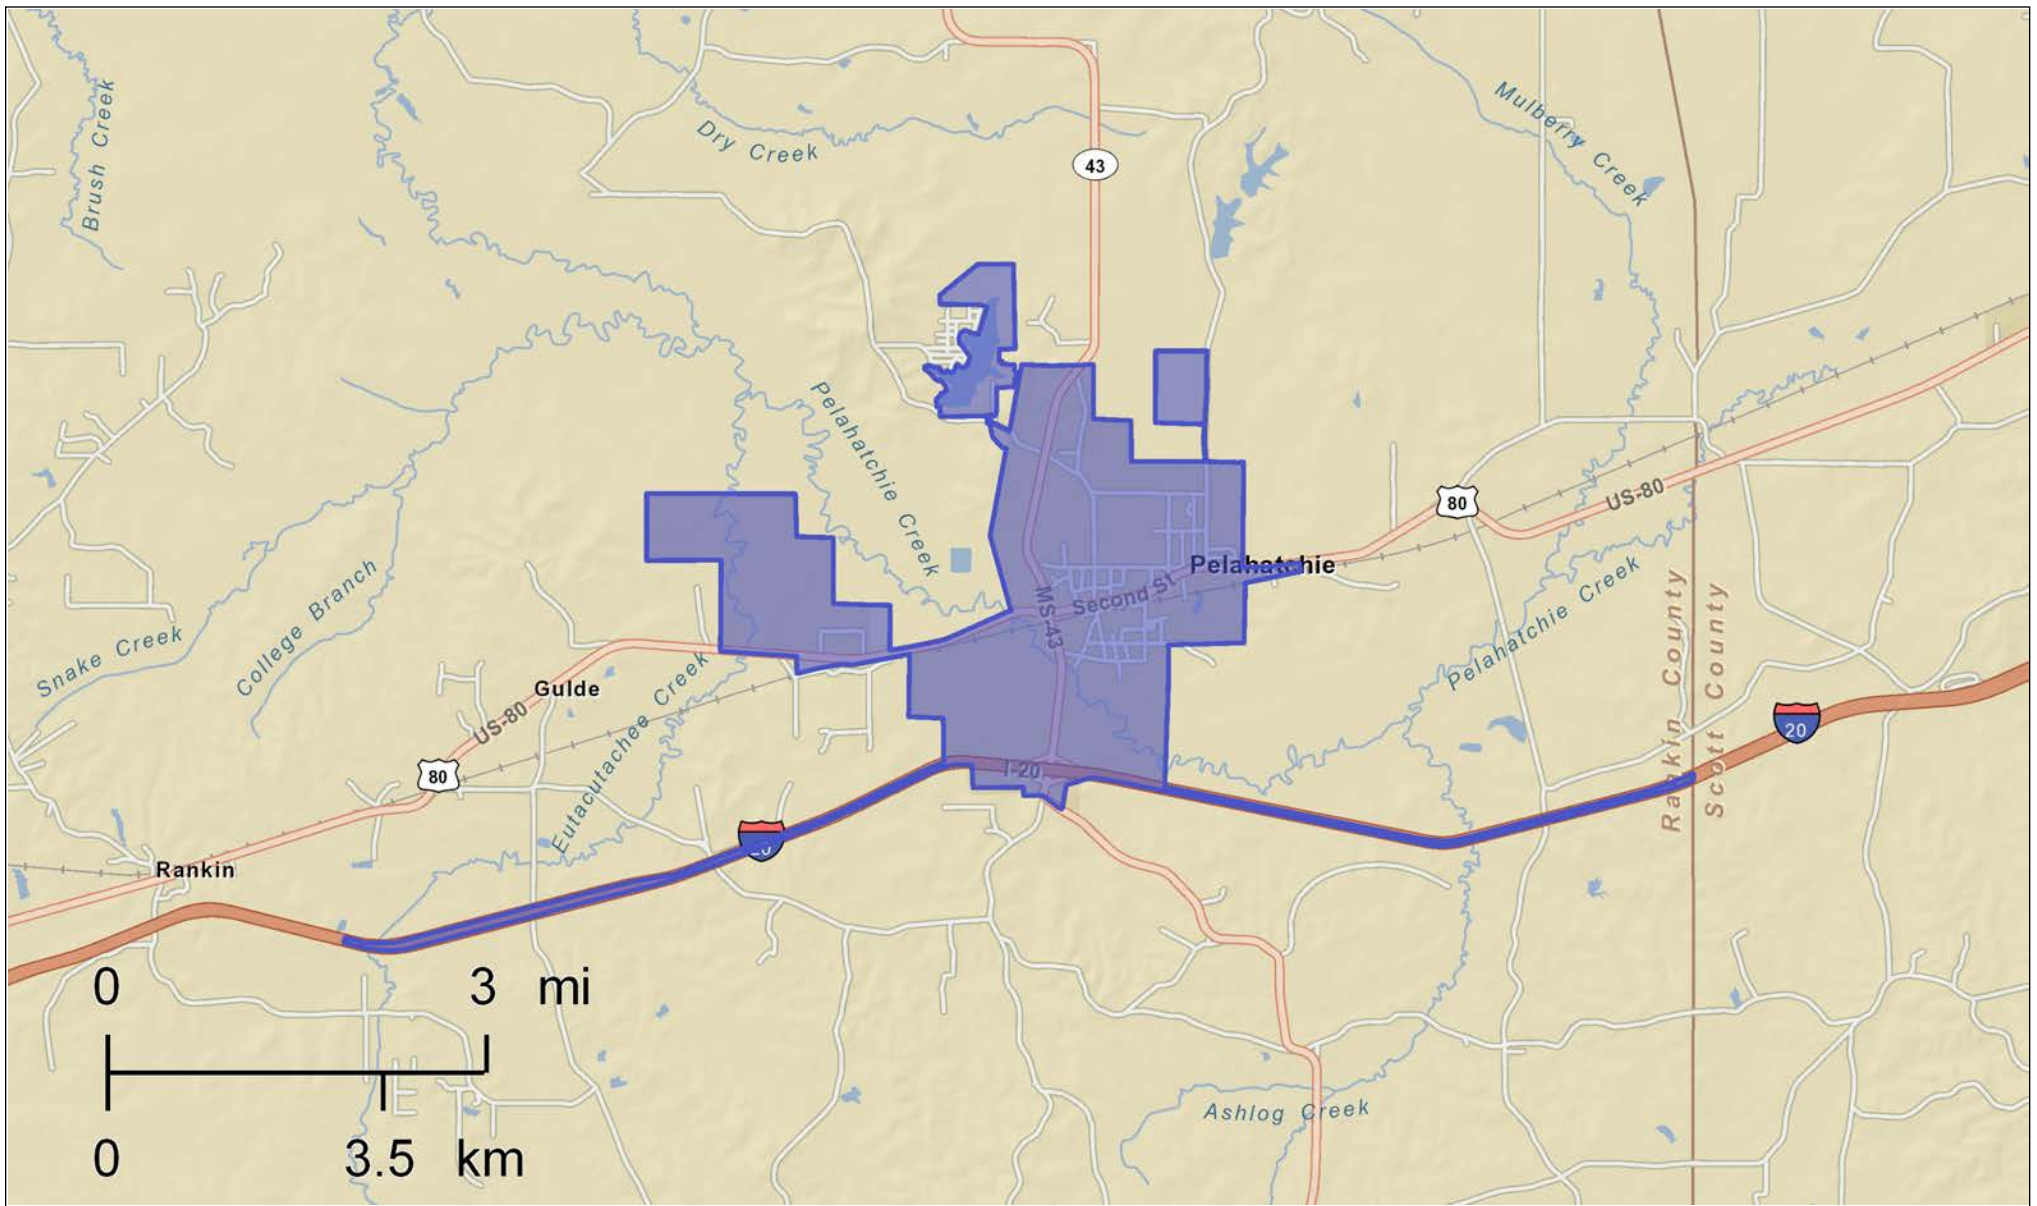 Brush Creek
Dry Creek
43
Mulberry Creek
Pelahatchie Creek
80
US-80
Pelahatchie
Second St
MS-43
Pelahatchie Creek
Rankin County
Scott County
Snake Creek
College Branch
Gulde
US-80
Eutacutachee Creek
80
I-20
20
20
Rankin
0 3 mi
0 3.5 km
Ashlog Creek